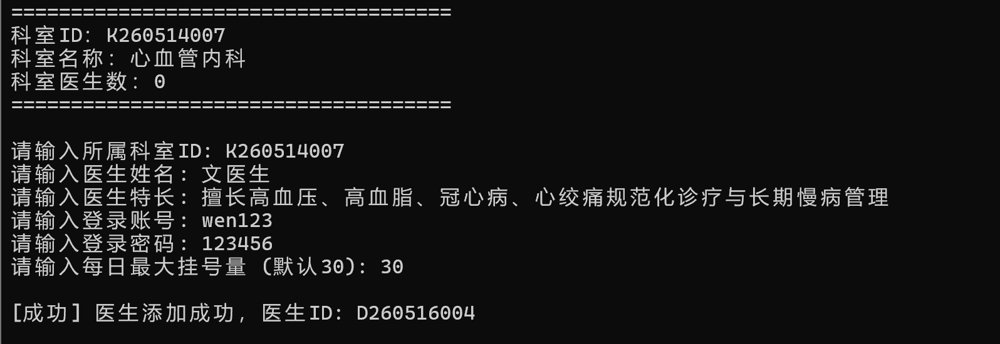 =====================================
科室ID: K260514007
科室名称: 心血管内科
科室医生数: 0
=====================================
请输入所属科室ID: K260514007
请输入医生姓名: 文医生
请输入医生特长: 擅长高血压、高血脂、冠心病、心绞痛规范化诊疗与长期慢病管理
请输入登录账号: wen123
请输入登录密码: 123456
请输入每日最大挂号量 (默认30): 30
[成功] 医生添加成功, 医生ID: D260516004